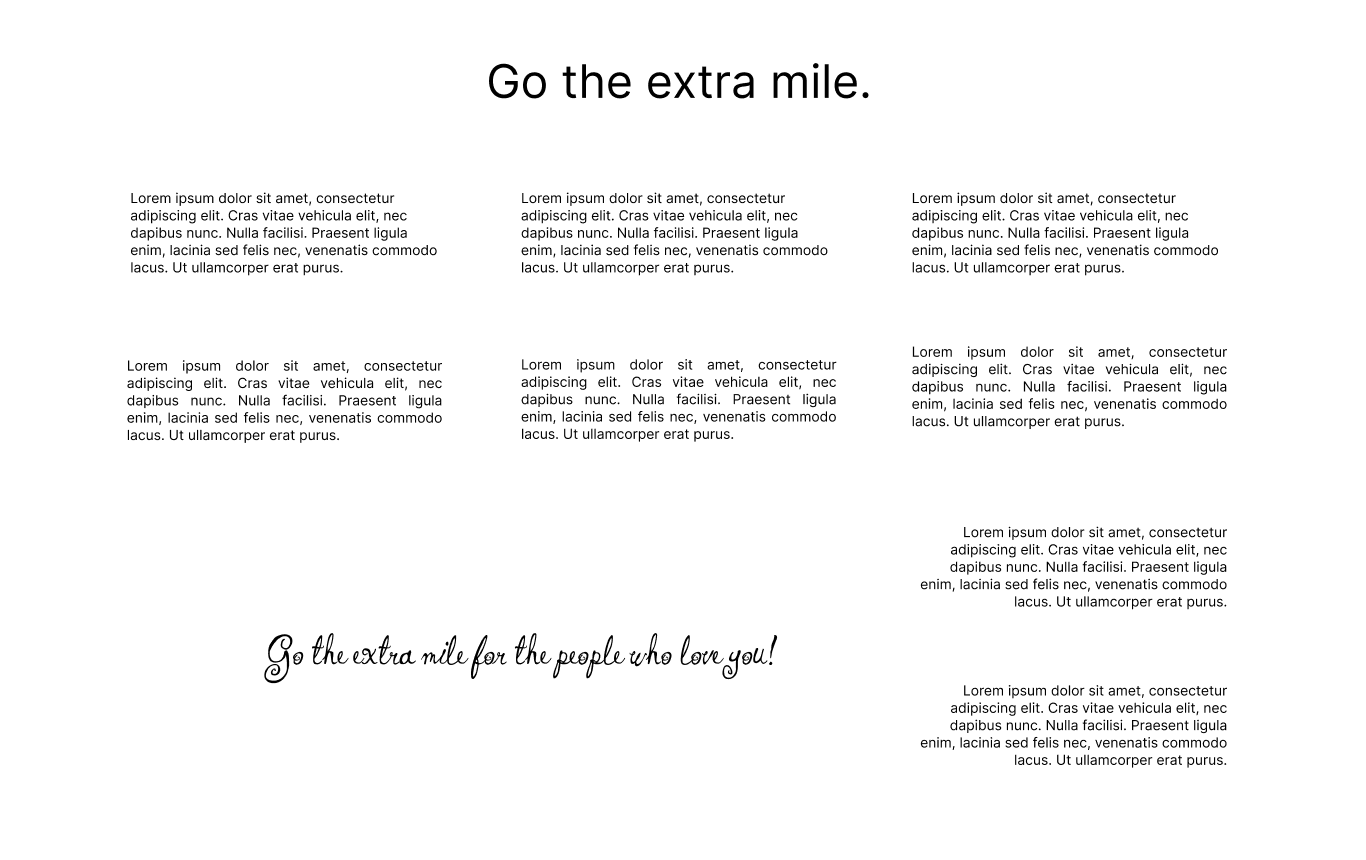 Go the extra mile.
Lorem ipsum dolor sit amet, consectetur
adipiscing elit. Cras vitae vehicula elit, nec
dapibus nunc. Nulla facilisi. Praesent ligula
enim, lacinia sed felis nec, venenatis commodo
lacus. Ut ullamcorper erat purus.
Lorem ipsum dolor sit amet, consectetur
adipiscing elit. Cras vitae vehicula elit, nec
dapibus nunc. Nulla facilisi. Praesent ligula
enim, lacinia sed felis nec, venenatis commodo
lacus. Ut ullamcorper erat purus.
Lorem ipsum dolor sit amet, consectetur
adipiscing elit. Cras vitae vehicula elit, nec
dapibus nunc. Nulla facilisi. Praesent ligula
enim, lacinia sed felis nec, venenatis commodo
lacus. Ut ullamcorper erat purus.
Lorem ipsum dolor sit amet, consectetur
adipiscing elit. Cras vitae vehicula elit, nec
dapibus nunc. Nulla facilisi. Praesent ligula
enim, lacinia sed felis nec, venenatis commodo
lacus. Ut ullamcorper erat purus.
Lorem ipsum dolor sit amet, consectetur
adipiscing elit. Cras vitae vehicula elit, nec
dapibus nunc. Nulla facilisi. Praesent ligula
enim, lacinia sed felis nec, venenatis commodo
lacus. Ut ullamcorper erat purus.
Lorem ipsum dolor sit amet, consectetur
adipiscing elit. Cras vitae vehicula elit, nec
dapibus nunc. Nulla facilisi. Praesent ligula
enim, lacinia sed felis nec, venenatis commodo
lacus. Ut ullamcorper erat purus.
Lorem ipsum dolor sit amet, consectetur
adipiscing elit. Cras vitae vehicula elit, nec
dapibus nunc. Nulla facilisi. Praesent ligula
enim, lacinia sed felis nec, venenatis commodo
lacus. Ut ullamcorper erat purus.
Go the extra mile for the people who love you!
Lorem ipsum dolor sit amet, consectetur
adipiscing elit. Cras vitae vehicula elit, nec
dapibus nunc. Nulla facilisi. Praesent ligula
enim, lacinia sed felis nec, venenatis commodo
lacus. Ut ullamcorper erat purus.